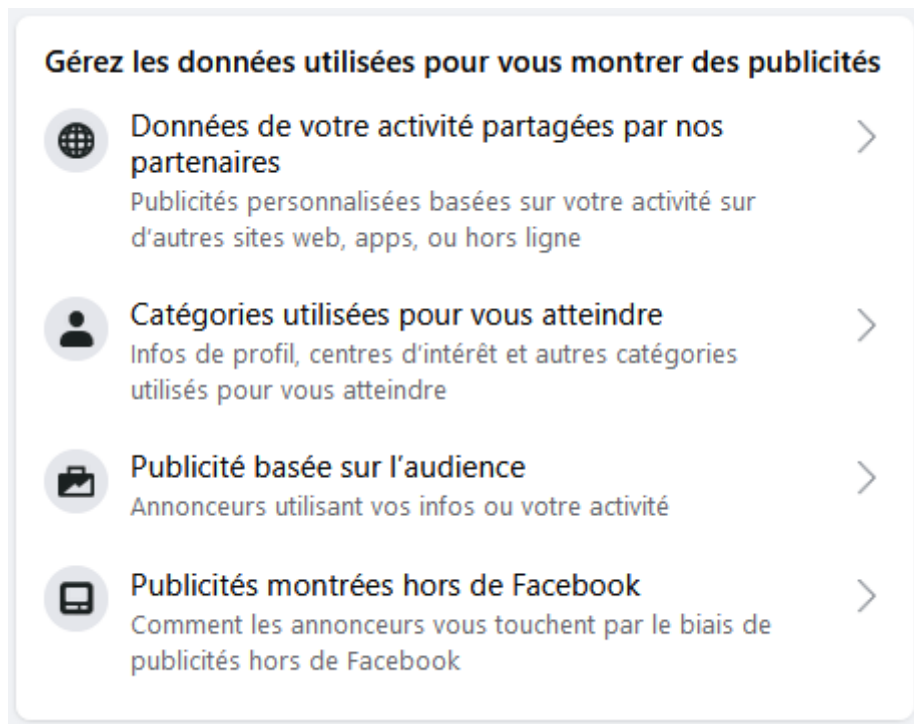 Gérez les données utilisées pour vous montrer des publicités
Données de votre activité partagées par nos
partenaires
Publicités personnalisées basées sur votre activité sur
d'autres sites web, apps, ou hors ligne
Catégories utilisées pour vous atteindre
Infos de profil, centres d'intérêt et autres catégories
utilisés pour vous atteindre
Publicité basée sur l'audience
Annonceurs utilisant vos infos ou votre activité
Publicités montrées hors de Facebook
Comment les annonceurs vous touchent par le biais de
publicités hors de Facebook